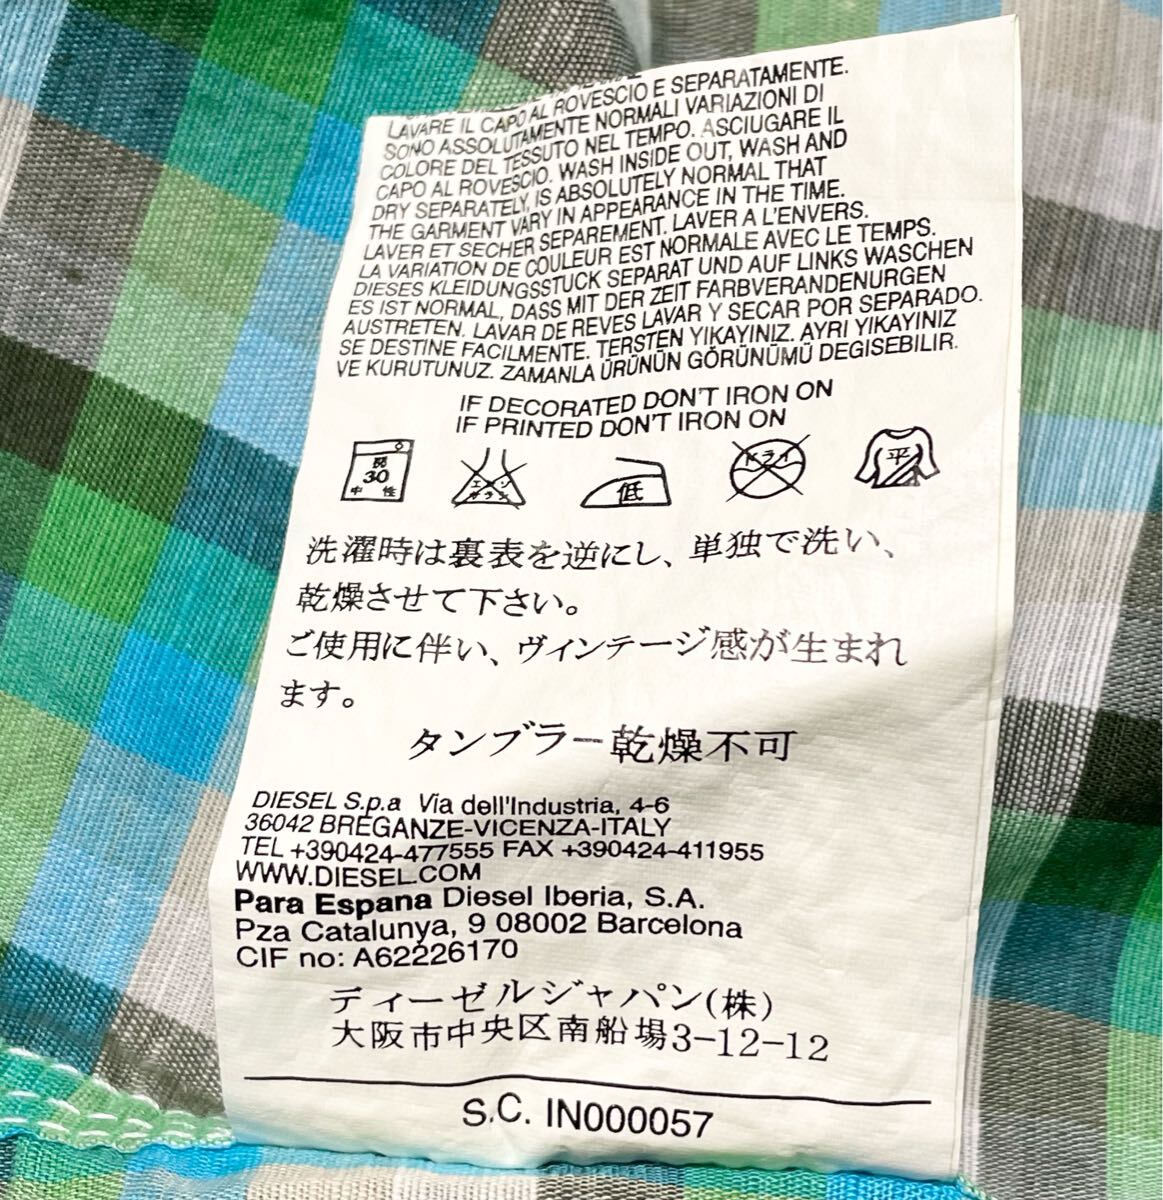 LAVARE IL CAPO AL ROVESCIO E SEPARATAMENTE.
SONO ASSOLUTAMENTE NORMALI VARIAZIONI DI
COLORE DEL TESSUTO NEL TEMPO. ASCIUGARE IL
CAPO AL ROVESCIO. WASH INSIDE OUT, WASH AND
DRY SEPARATELY, IS ABSOLUTELY NORMAL THAT
THE GARMENT VARY IN APPEARANCE IN THE TIME.
LAVER ET SECHER SEPAREMENT. LAVER A L'ENVERS.
LA VARIATION DE COULEUR EST NORMALE AVEC LE TEMPS.
DIESES KLEIDUNGSSTUCK SEPARAT UND AUF LINKS WASCHEN
ES IST NORMAL, DASS MIT DER ZEIT FARBVERANDENURGEN
AUSTRETEN. LAVAR DE REVES LAVAR Y SECAR POR SEPARADO.
SE DESTINE FACILMENTE. TERSTEN YIKAYINIZ. AYRI YIKAYINIZ
VE KURUTUNUZ. ZAMANLA ÜRÜNÜN GÖRÜNÜMÜ DEGISEBILIR.
IF DECORATED DON'T IRON ON
IF PRINTED DON'T IRON ON
弱 30 中性 エンソサラシ 低 ドライ 平
洗濯時は裏表を逆にし、単独で洗い、
乾燥させて下さい。
ご使用に伴い、ヴィンテージ感が生まれ
ます。
タンブラー乾燥不可
DIESEL S.p.a Via dell'Industria, 4-6
36042 BREGANZE-VICENZA-ITALY
TEL +390424-477555 FAX +390424-411955
WWW.DIESEL.COM
Para Espana Diesel Iberia, S.A.
Pza Catalunya, 9 08002 Barcelona
CIF no: A62226170
ディーゼルジャパン(株)
大阪市中央区南船場3-12-12
S.C. IN000057